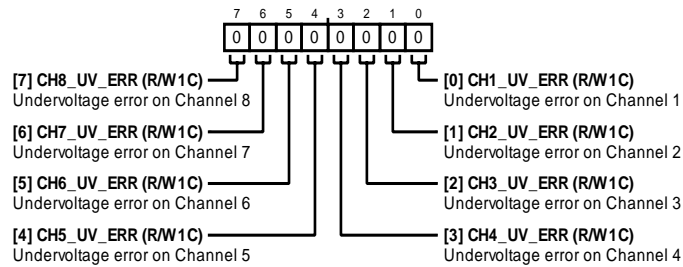 7 6 5 4 3 2 1 0
0 0 0 0 0 0 0 0
[7] CH8_UV_ERR (R/W1C)
Undervoltage error on Channel 8
[6] CH7_UV_ERR (R/W1C)
Undervoltage error on Channel 7
[5] CH6_UV_ERR (R/W1C)
Undervoltage error on Channel 6
[4] CH5_UV_ERR (R/W1C)
Undervoltage error on Channel 5
[0] CH1_UV_ERR (R/W1C)
Undervoltage error on Channel 1
[1] CH2_UV_ERR (R/W1C)
Undervoltage error on Channel 2
[2] CH3_UV_ERR (R/W1C)
Undervoltage error on Channel 3
[3] CH4_UV_ERR (R/W1C)
Undervoltage error on Channel 4